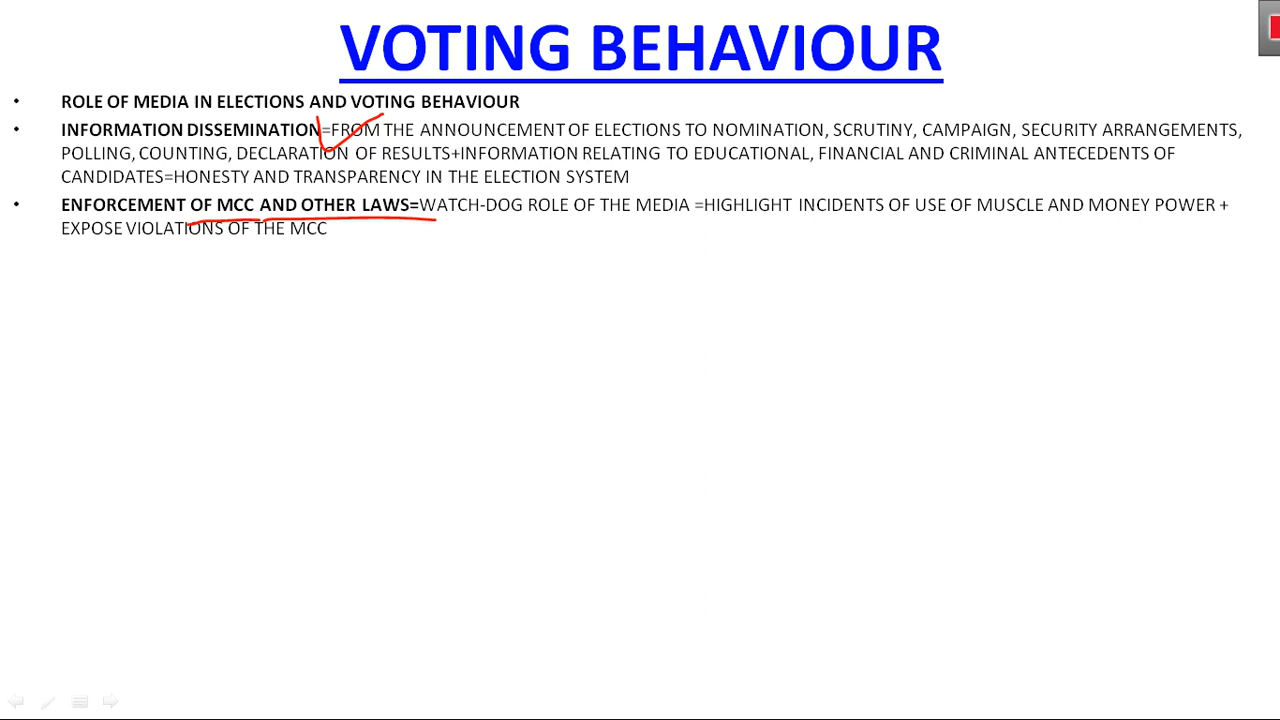 VOTING BEHAVIOUR
• ROLE OF MEDIA IN ELECTIONS AND VOTING BEHAVIOUR
• INFORMATION DISSEMINATION=FROM THE ANNOUNCEMENT OF ELECTIONS TO NOMINATION, SCRUTINY, CAMPAIGN, SECURITY ARRANGEMENTS,
POLLING, COUNTING, DECLARATION OF RESULTS+INFORMATION RELATING TO EDUCATIONAL, FINANCIAL AND CRIMINAL ANTECEDENTS OF
CANDIDATES=HONESTY AND TRANSPARENCY IN THE ELECTION SYSTEM
• ENFORCEMENT OF MCC AND OTHER LAWS=WATCH-DOG ROLE OF THE MEDIA =HIGHLIGHT INCIDENTS OF USE OF MUSCLE AND MONEY POWER +
EXPOSE VIOLATIONS OF THE MCC